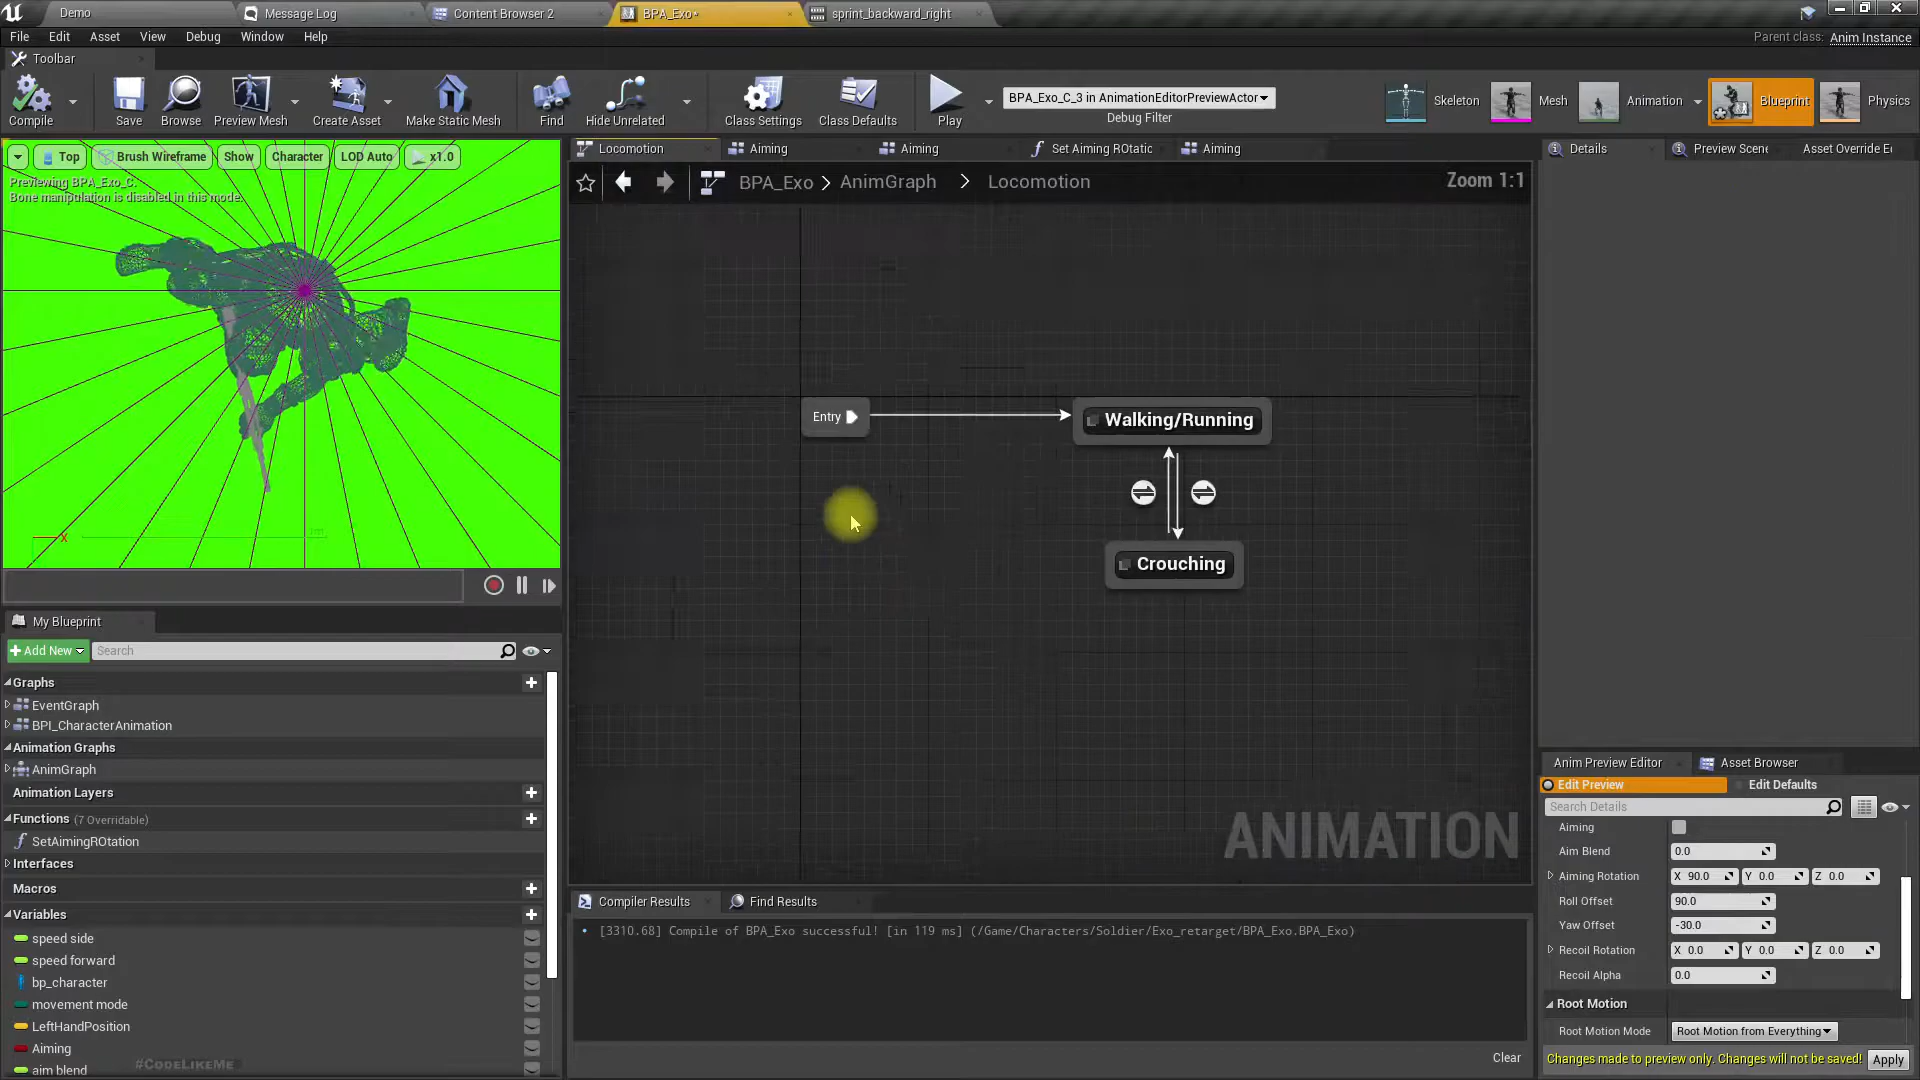 Demo
Message Log
Content Browser 2
BPA_Exo*
sprint_backward_right
File Edit Asset View Debug Window Help
Parent class: Anim Instance
Toolbar
Compile
Save
Browse
Preview Mesh
Create Asset
Make Static Mesh
Find
Hide Unrelated
Class Settings
Class Defaults
Play
BPA_Exo_C_3 in AnimationEditorPreviewActor
Debug Filter
Skeleton
Mesh
Animation
Blueprint
Physics
Top
Brush Wireframe
Show
Character
LOD Auto
x1.0
Previewing BPA_Exo_C.
Bone manipulation is disabled in this mode.
X
Locomotion
Aiming
Aiming
Set Aiming ROtatic
Aiming
BPA_Exo > AnimGraph > Locomotion
Zoom 1:1
Entry
Walking/Running
Crouching
ANIMATION
Details
Preview Scene
Asset Override E
My Blueprint
+ Add New
Search
Graphs
EventGraph
BPI_CharacterAnimation
Animation Graphs
AnimGraph
Animation Layers
Functions (7 Overridable)
SetAimingROtation
Interfaces
Macros
Variables
speed side
speed forward
bp_character
movement mode
LeftHandPosition
Aiming
aim blend
#CodeLikeMe
Compiler Results
Find Results
• [3310.68] Compile of BPA_Exo successful! [in 119 ms] (/Game/Characters/Soldier/Exo_retarget/BPA_Exo.BPA_Exo)
Clear
Anim Preview Editor
Asset Browser
Edit Preview
Edit Defaults
Search Details
Aiming
Aim Blend 0.0
Aiming Rotation X 90.0 Y 0.0 Z 0.0
Roll Offset 90.0
Yaw Offset -30.0
Recoil Rotation X 0.0 Y 0.0 Z 0.0
Recoil Alpha 0.0
Root Motion
Root Motion Mode Root Motion from Everything
Changes made to preview only. Changes will not be saved! Apply